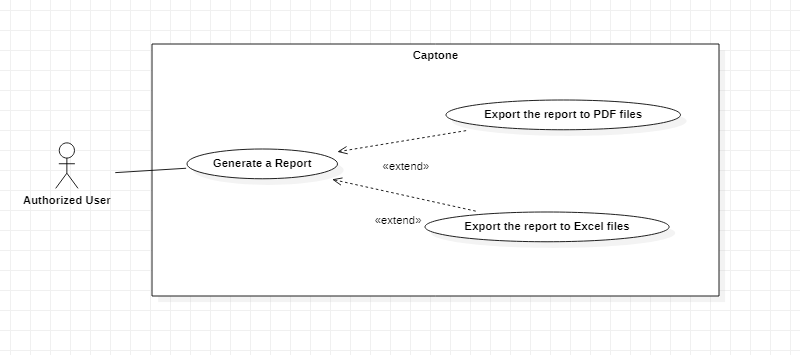 Captone
Export the report to PDF files
Generate a Report
«extend»
Authorized User
«extend»
Export the report to Excel files